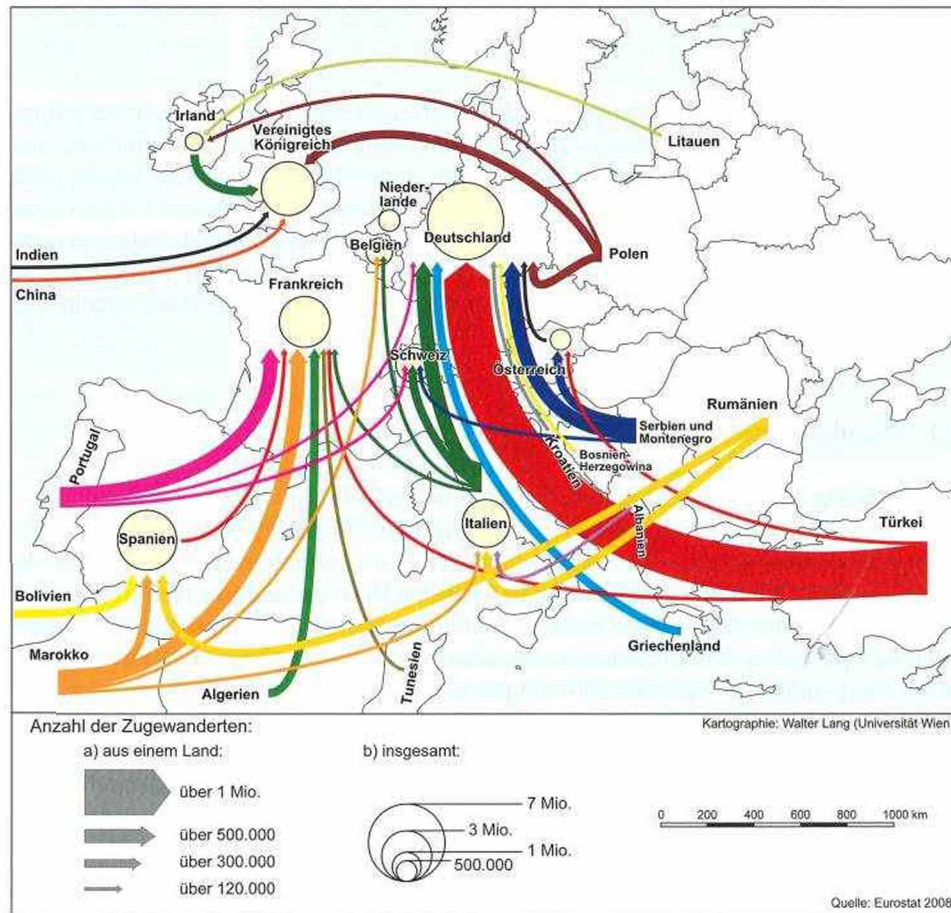 Irland
Vereinigtes
Königreich
Litauen
Nieder-
lande
Belgien
Deutschland
Polen
Indien
China
Frankreich
Schweiz
Österreich
Rumänien
Serbien und
Montenegro
Bosnien-
Herzegowina
Kroatien
Portugal
Spanien
Italien
Albanien
Türkei
Bolivien
Marokko
Algerien
Tunesien
Griechenland
Anzahl der Zugewanderten:
Kartographie: Walter Lang (Universität Wien
a) aus einem Land:
b) insgesamt:
über 1 Mio.
über 500.000
über 300.000
über 120.000
7 Mio.
3 Mio.
1 Mio.
500.000
0 200 400 600 800 1000 km
Quelle: Eurostat 2008